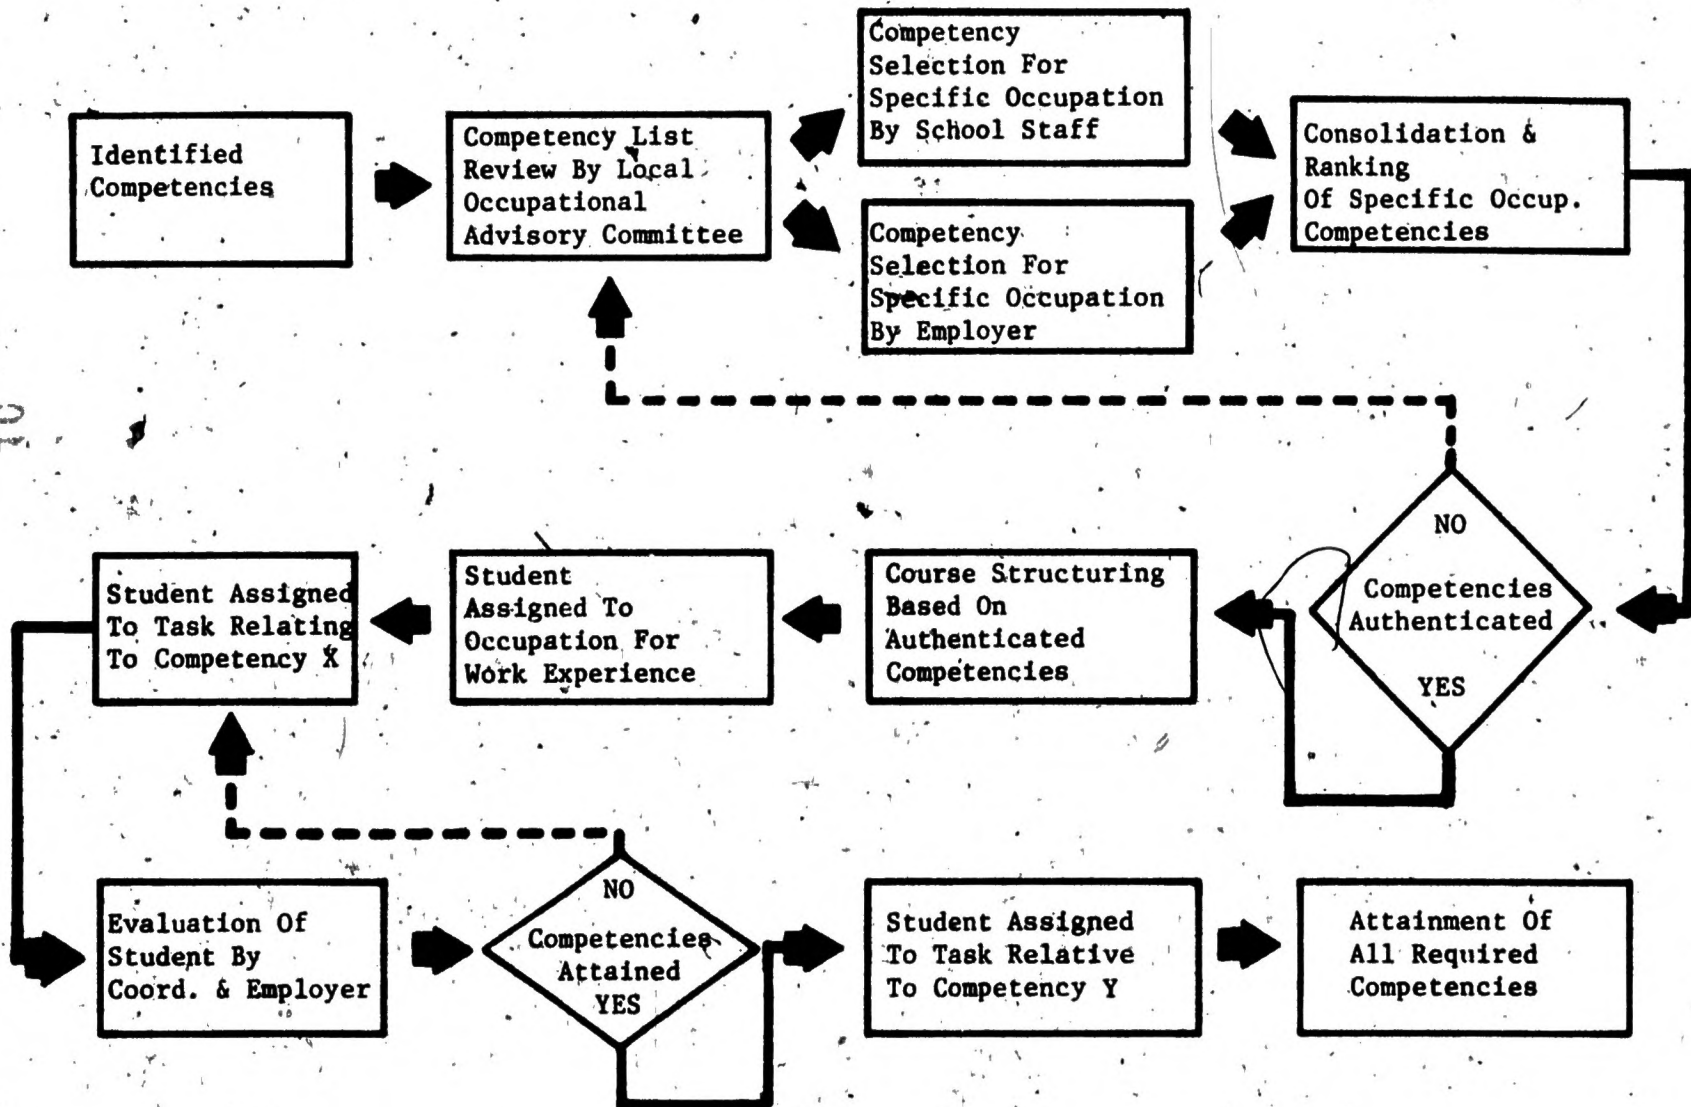 Identified
Competencies
Competency List
Review By Local
Occupational
Advisory Committee
Competency
Selection For
Specific Occupation
By School Staff
Competency
Selection For
Specific Occupation
By Employer
Consolidation &
Ranking
Of Specific Occup.
Competencies
NO
Competencies
Authenticated
YES
Course Structuring
Based On
Authenticated
Competencies
Student
Assigned To
Occupation For
Work Experience
Student Assigned
To Task Relating
To Competency X
Evaluation Of
Student By
Coord. & Employer
NO
Competencies
Attained
YES
Student Assigned
To Task Relative
To Competency Y
Attainment Of
All Required
Competencies